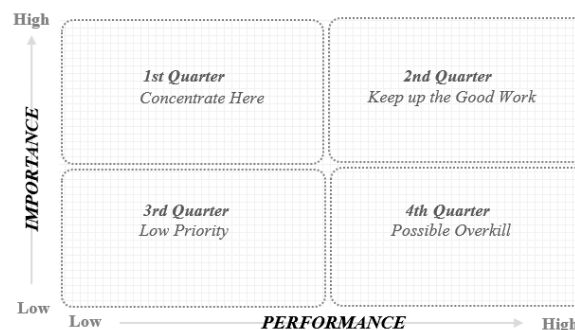 High
1st Quarter
Concentrate Here
2nd Quarter
Keep up the Good Work
IMPORTANCE
3rd Quarter
Low Priority
4th Quarter
Possible Overkill
Low
Low
PERFORMANCE
High